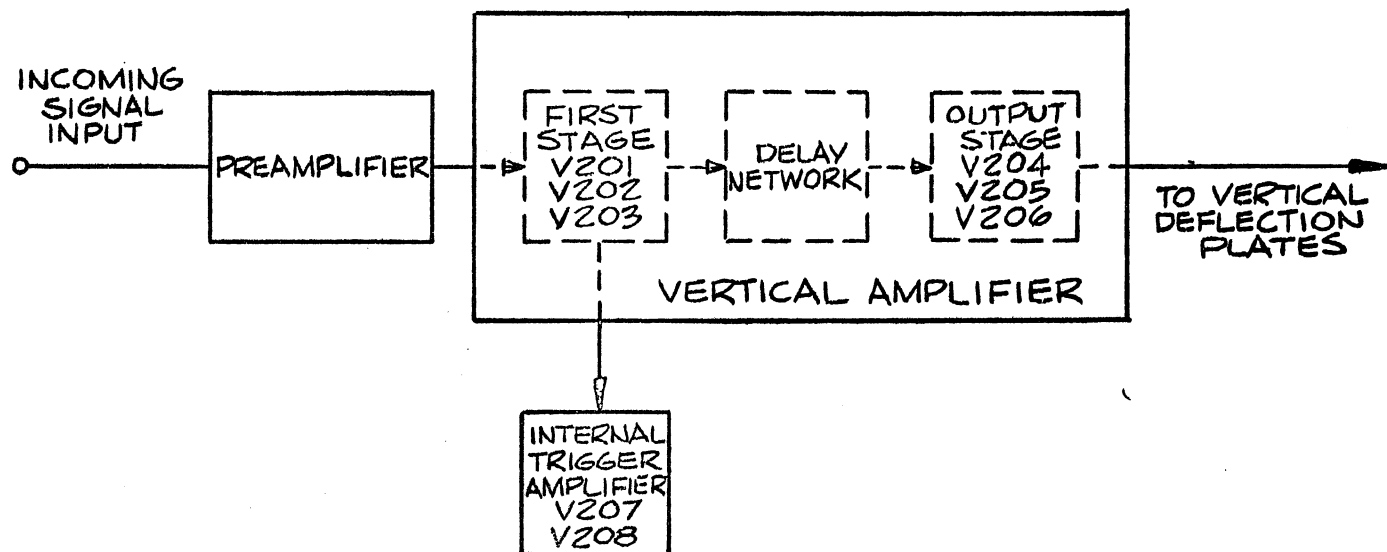 INCOMING
SIGNAL
INPUT
PREAMPLIFIER
FIRST
STAGE
V201
V202
V203
DELAY
NETWORK
OUTPUT
STAGE
V204
V205
V206
TO VERTICAL
DEFLECTION
PLATES
VERTICAL AMPLIFIER
INTERNAL
TRIGGER
AMPLIFIER
V207
V208